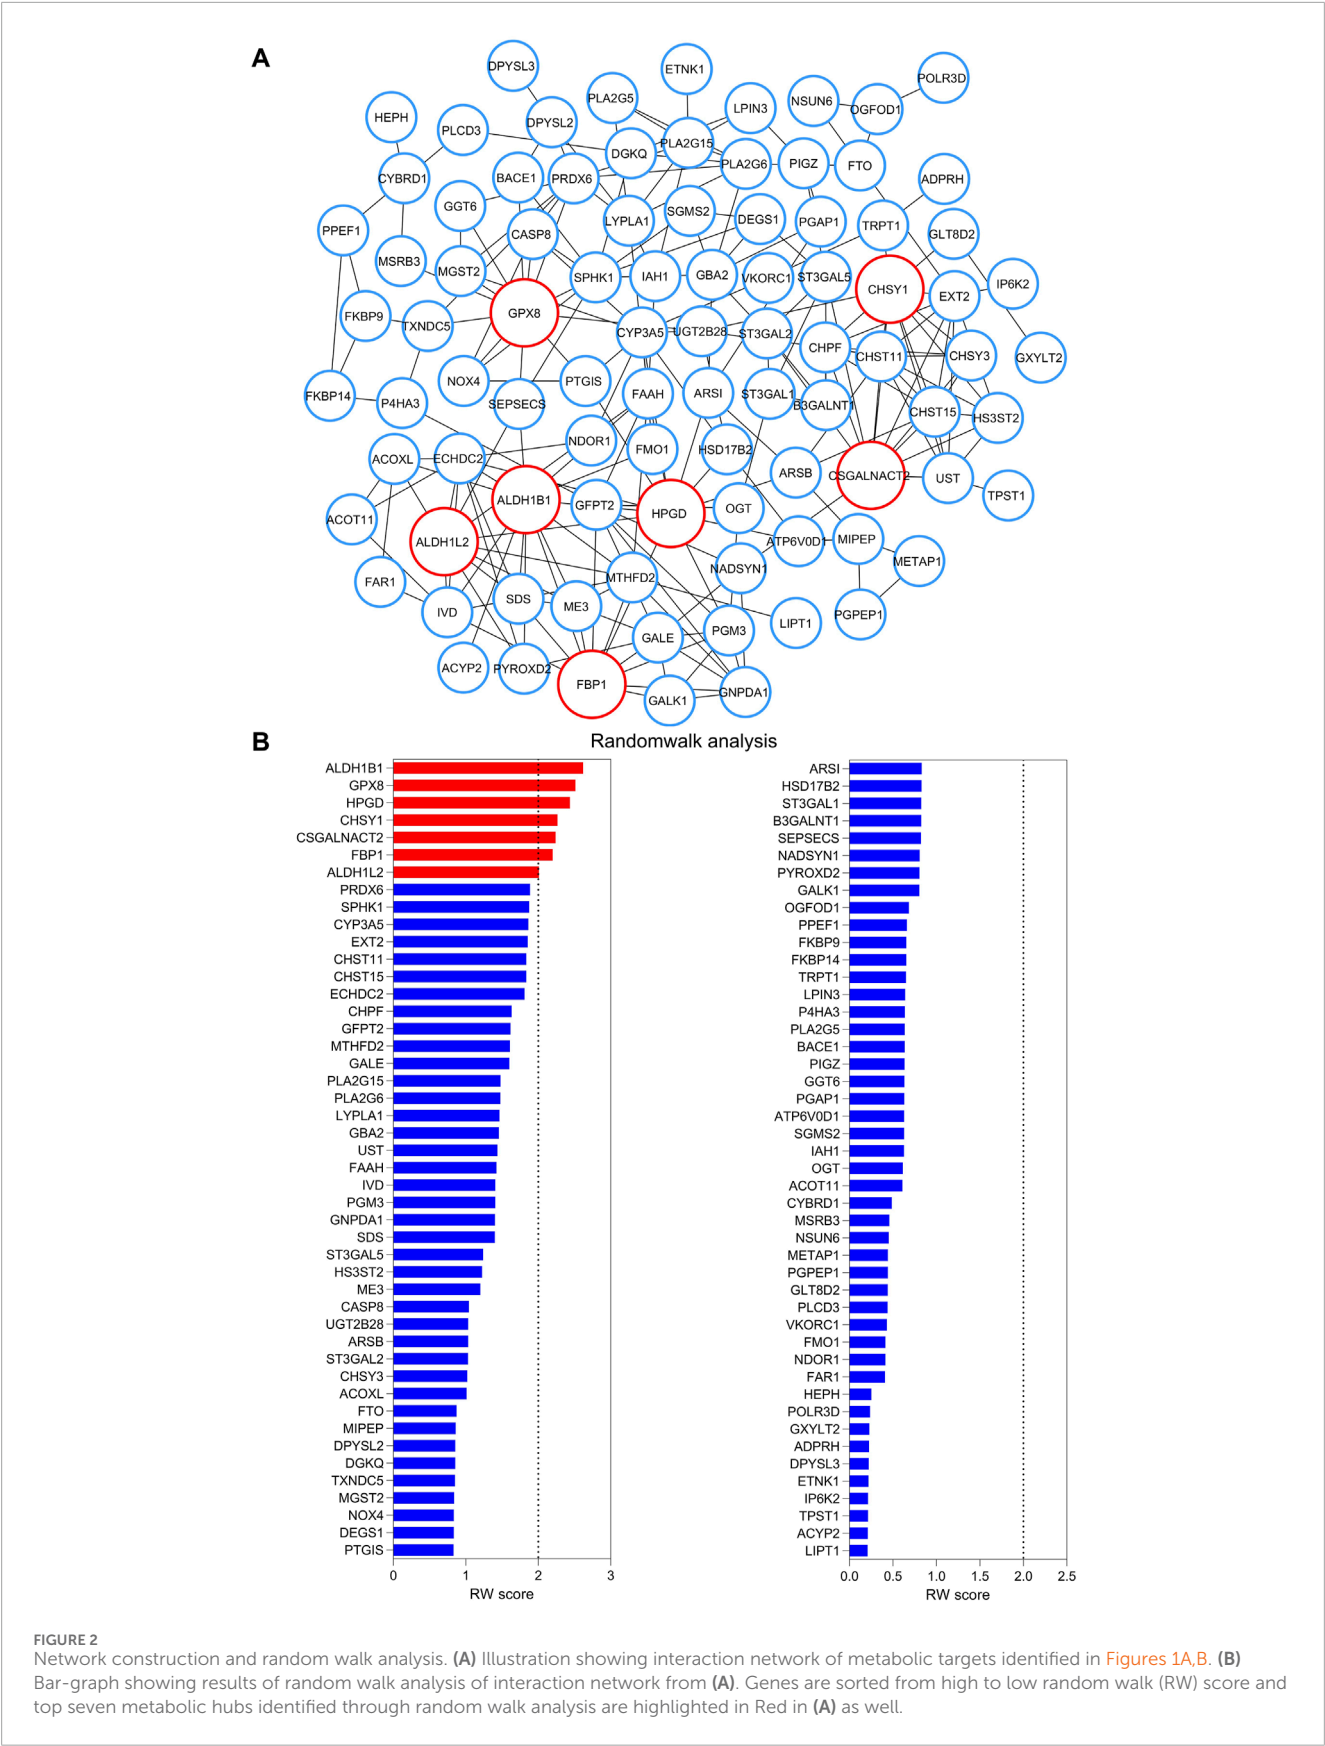 A
DPYSL3
ETNK1
POLR3D
PLA2G5
LPIN3
NSUN6
OGFOD1
HEPH
PLCD3
DPYSL2
DGKQ
PLA2G15
PLA2G6
PIGZ
FTO
CYBRD1
BACE1
PRDX6
ADPRH
GGT6
LYPLA1
SGMS2
DEGS1
PGAP1
TRPT1
GLT8D2
PPEF1
CASP8
MSRB3
MGST2
SPHK1
IAH1
GBA2
VKORC1
ST3GAL5
CHSY1
EXT2
IP6K2
FKBP9
TXNDC5
GPX8
CYP3A5
UGT2B28
ST3GAL2
CHPF
CHST11
CHSY3
GXYLT2
FKBP14
P4HA3
NOX4
SEPSECS
PTGIS
FAAH
ARSI
ST3GAL1
B3GALNT1
CHST15
HS3ST2
ACOXL
ECHDC2
NDOR1
FMO1
HSD17B2
ARSB
CSGALNACT2
UST
TPST1
ACOT11
ALDH1L2
ALDH1B1
GFPT2
HPGD
OGT
ATP6V0D1
MIPEP
METAP1
FAR1
IVD
SDS
ME3
MTHFD2
NADSYN1
LIPT1
PGPEP1
ACYP2
PYROXD2
FBP1
GALE
PGM3
GALK1
GNPDA1
B
Randomwalk analysis
ALDH1B1
GPX8
HPGD
CHSY1
CSGALNACT2
FBP1
ALDH1L2
PRDX6
SPHK1
CYP3A5
EXT2
CHST11
CHST15
ECHDC2
CHPF
GFPT2
MTHFD2
GALE
PLA2G15
PLA2G6
LYPLA1
GBA2
UST
FAAH
IVD
PGM3
GNPDA1
SDS
ST3GAL5
HS3ST2
ME3
CASP8
UGT2B28
ARSB
ST3GAL2
CHSY3
ACOXL
FTO
MIPEP
DPYSL2
DGKQ
TXNDC5
MGST2
NOX4
DEGS1
PTGIS
0 1 2 3
RW score
ARSI
HSD17B2
ST3GAL1
B3GALNT1
SEPSECS
NADSYN1
PYROXD2
GALK1
OGFOD1
PPEF1
FKBP9
FKBP14
TRPT1
LPIN3
P4HA3
PLA2G5
BACE1
PIGZ
GGT6
PGAP1
ATP6V0D1
SGMS2
IAH1
OGT
ACOT11
CYBRD1
MSRB3
NSUN6
METAP1
PGPEP1
GLT8D2
PLCD3
VKORC1
FMO1
NDOR1
FAR1
HEPH
POLR3D
GXYLT2
ADPRH
DPYSL3
ETNK1
IP6K2
TPST1
ACYP2
LIPT1
0.0 0.5 1.0 1.5 2.0 2.5
RW score
FIGURE 2
Network construction and random walk analysis. (A) Illustration showing interaction network of metabolic targets identified in Figures 1A,B. (B)
Bar-graph showing results of random walk analysis of interaction network from (A). Genes are sorted from high to low random walk (RW) score and
top seven metabolic hubs identified through random walk analysis are highlighted in Red in (A) as well.